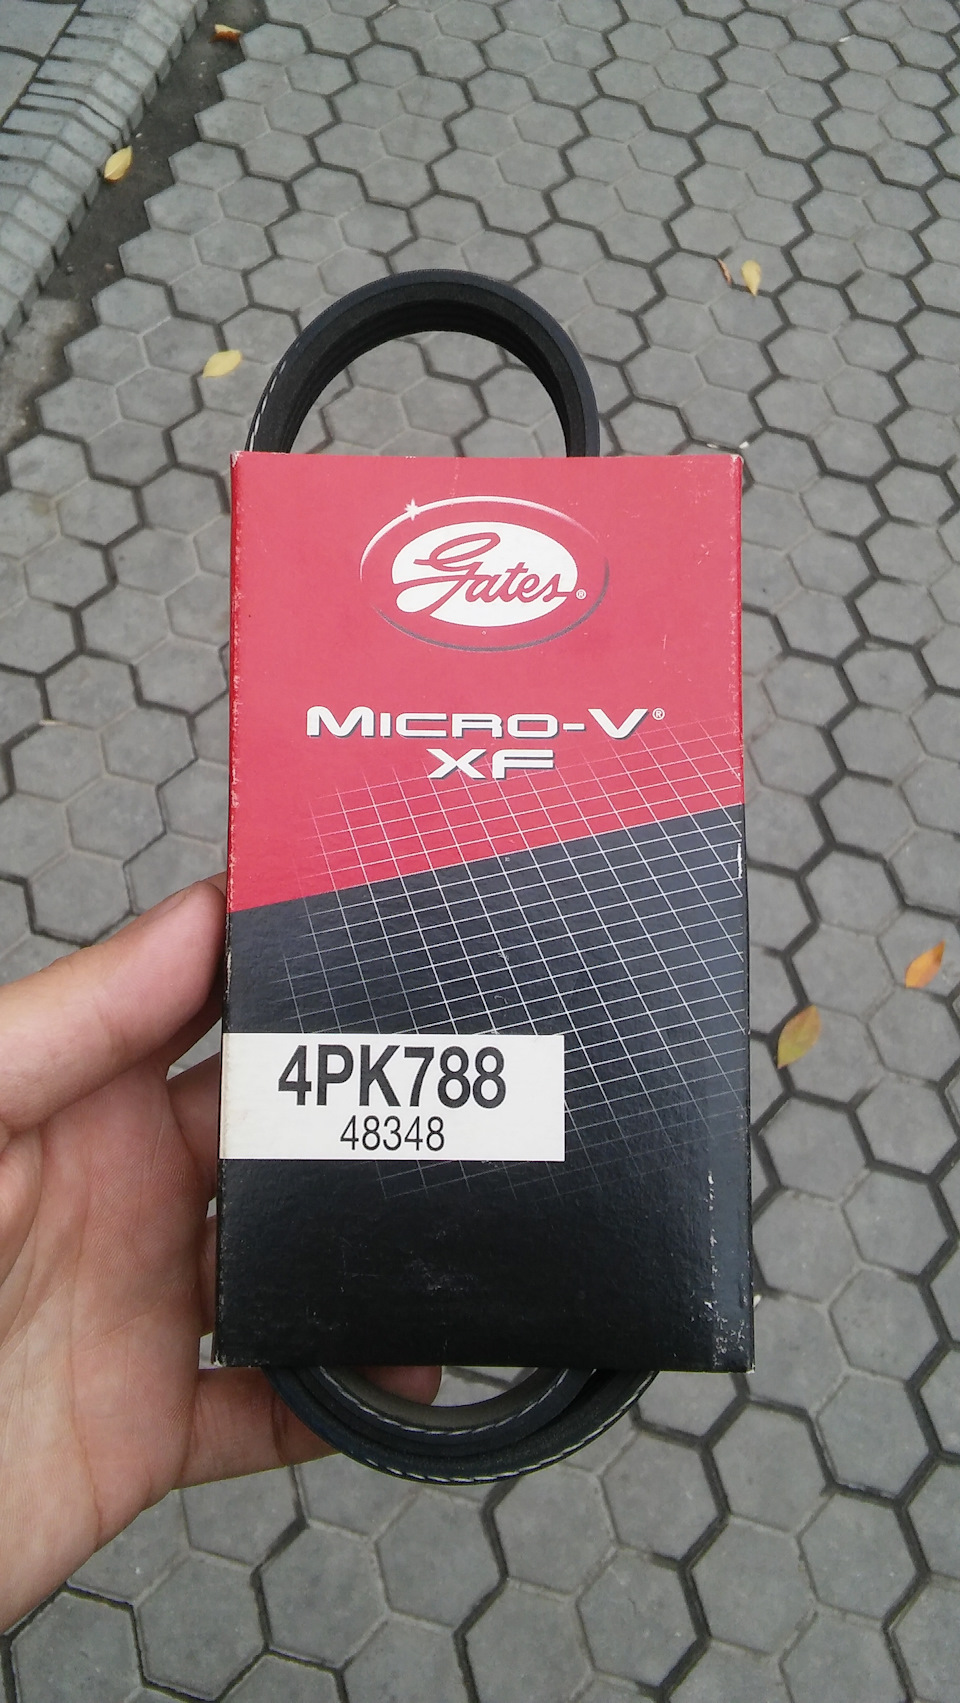 Gates®
MICRO-V®
XF
4PK788
48348